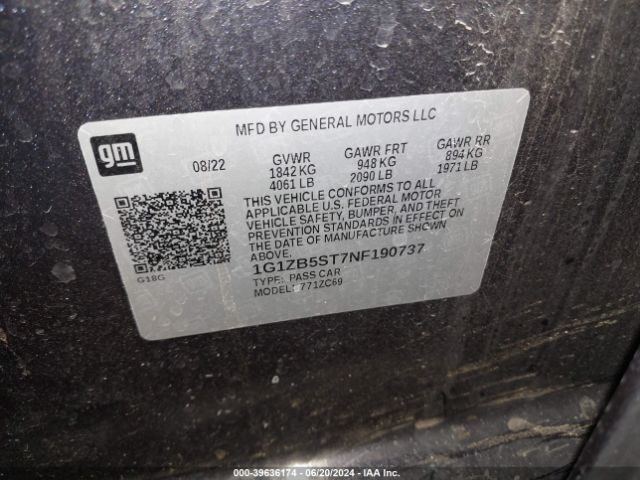 MFD BY GENERAL MOTORS LLC
gm
08/22
GVWR
1842 KG
4061 LB
GAWR FRT
948 KG
2090 LB
GAWR RR
894 KG
1971 LB
THIS VEHICLE CONFORMS TO ALL
APPLICABLE U.S. FEDERAL MOTOR
VEHICLE SAFETY, BUMPER, AND THEFT
PREVENTION STANDARDS IN EFFECT ON
THE DATE OF MANUFACTURE SHOWN
ABOVE.
1G1ZB5ST7NF190737
TYPE: PASS CAR
MODEL: 771ZC69
G18G
000-39636174 | 06/20/2024 | IAA Inc.